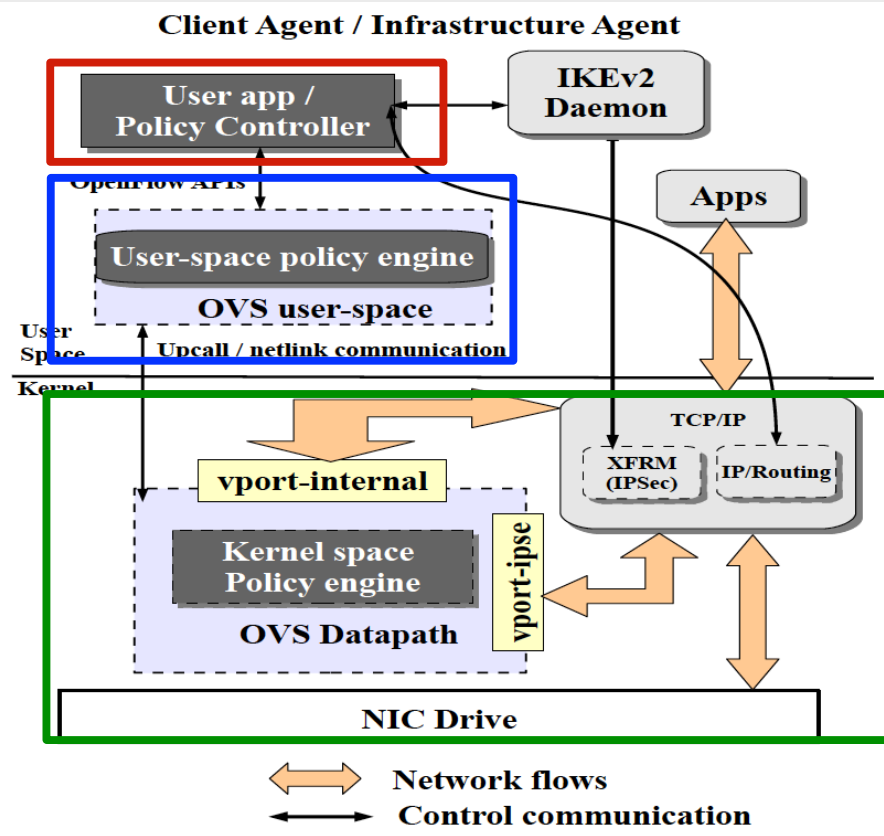 Client Agent / Infrastructure Agent
User app /
Policy Controller
IKEv2
Daemon
OpenFlow APIs
Apps
User-space policy engine
OVS user-space
User
Space
Upcall / netlink communication
Kernel
TCP/IP
XFRM
(IPSec)
IP/Routing
vport-internal
Kernel space
Policy engine
vport-ipse
OVS Datapath
NIC Drive
Network flows
Control communication